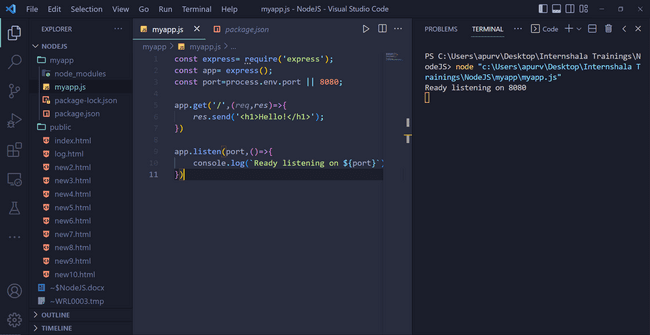 File Edit Selection View Go Run Terminal Help
myapp.js - NodeJS - Visual Studio Code
EXPLORER
NODEJS
myapp
node_modules
myapp.js
package-lock.json
package.json
public
index.html
log.html
new2.html
new3.html
new4.html
new5.html
new6.html
new7.html
new8.html
new9.html
new10.html
~$NodeJS.docx
~WRL0003.tmp
OUTLINE
TIMELINE
myapp.js
package.json
myapp > myapp.js > ...
1 const express= require('express');
2 const app= express();
3 const port=process.env.port || 8080;
4
5 app.get('/',(req,res)=>{
6 res.send('<h1>Hello!</h1>');
7 })
8
9 app.listen(port,()=>{
10 console.log(`Ready listening on ${port}`)
11 })
PROBLEMS TERMINAL ... Code
PS C:\Users\apurv\Desktop\Internshala Trainings\N
odeJS> node "c:\Users\apurv\Desktop\Internshala T
rainings\NodeJS\myapp\myapp.js"
Ready listening on 8080